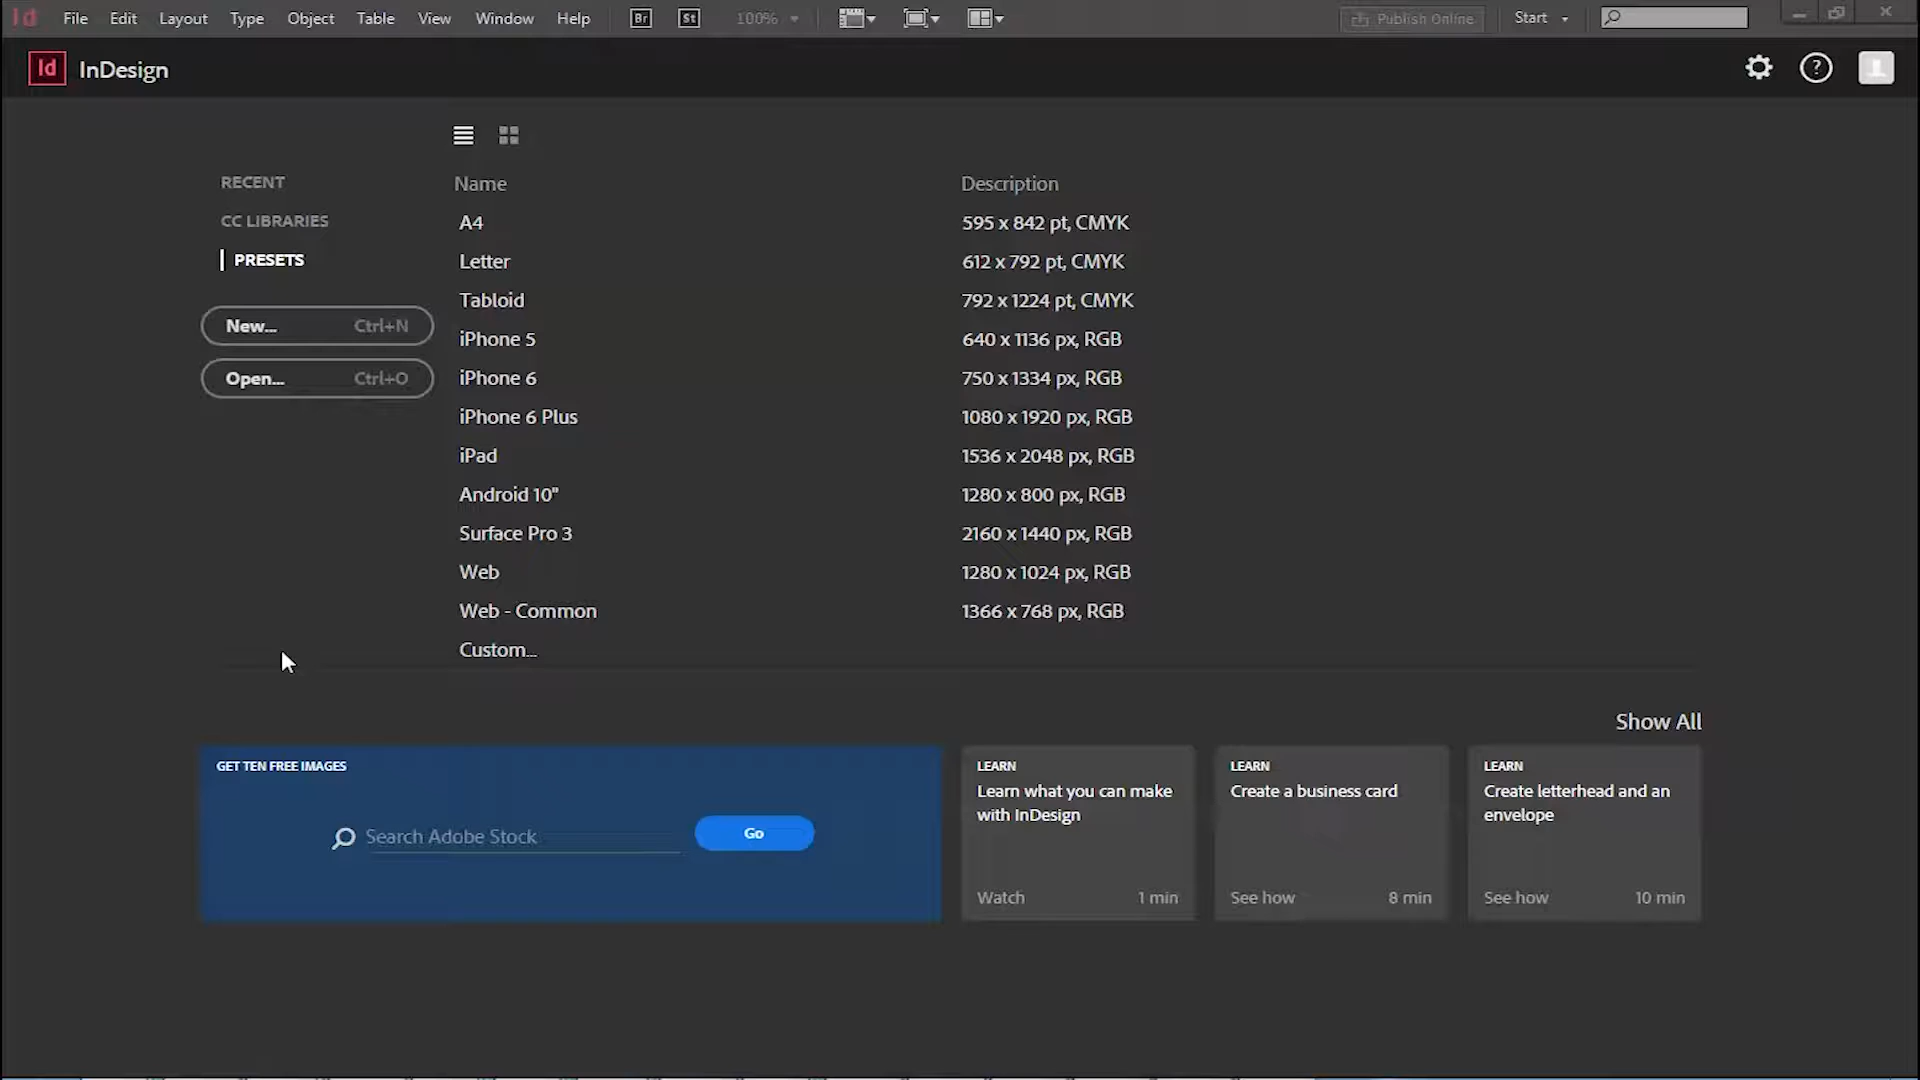 Id File Edit Layout Type Object Table View Window Help Br St 100% Publish Online Start
Id InDesign
RECENT
CC LIBRARIES
PRESETS
New... Ctrl+N
Open... Ctrl+O
Name Description
A4 595 x 842 pt, CMYK
Letter 612 x 792 pt, CMYK
Tabloid 792 x 1224 pt, CMYK
iPhone 5 640 x 1136 px, RGB
iPhone 6 750 x 1334 px, RGB
iPhone 6 Plus 1080 x 1920 px, RGB
iPad 1536 x 2048 px, RGB
Android 10" 1280 x 800 px, RGB
Surface Pro 3 2160 x 1440 px, RGB
Web 1280 x 1024 px, RGB
Web - Common 1366 x 768 px, RGB
Custom...
Show All
GET TEN FREE IMAGES
Search Adobe Stock Go
LEARN
Learn what you can make
with InDesign
Watch 1 min
LEARN
Create a business card
See how 8 min
LEARN
Create letterhead and an
envelope
See how 10 min